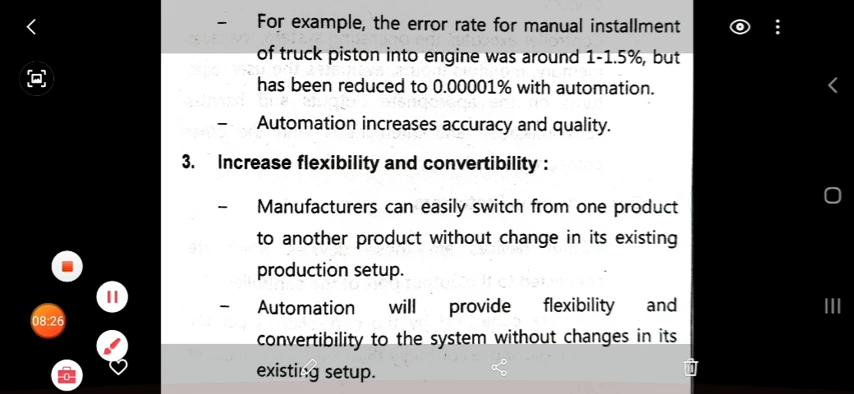 – For example, the error rate for manual installment
of truck piston into engine was around 1-1.5%, but
has been reduced to 0.00001% with automation.
– Automation increases accuracy and quality.
3. Increase flexibility and convertibility :
– Manufacturers can easily switch from one product
to another product without change in its existing
production setup.
– Automation will provide flexibility and
convertibility to the system without changes in its
existing setup.
08:26